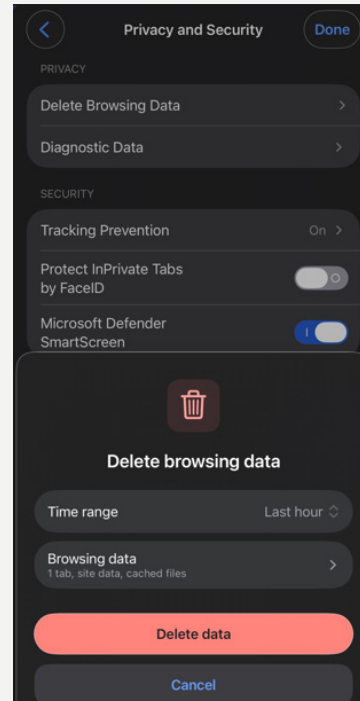 Privacy and Security
Done
PRIVACY
Delete Browsing Data
Diagnostic Data
SECURITY
Tracking Prevention
On
Protect InPrivate Tabs
by FaceID
Microsoft Defender
SmartScreen
Delete browsing data
Time range
Last hour
Browsing data
1 tab, site data, cached files
Delete data
Cancel